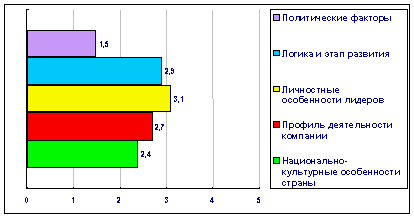 1,5
2,9
3,1
2,7
2,4
0 1 2 3 4 5
Политические факторы
Логика и этап развития
Личностные
особенности лидеров
Профиль деятельности
компании
Национально-
культурные особенности
страны